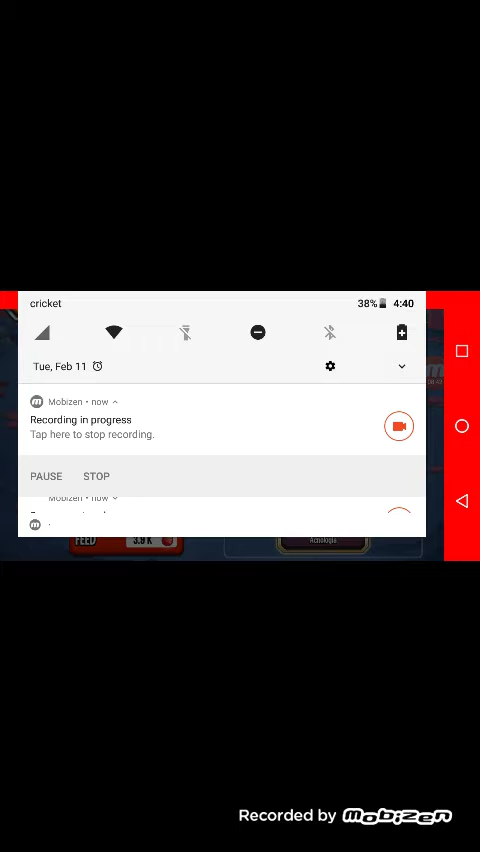 cricket
38% 4:40
Tue, Feb 11
Mobizen • now
Recording in progress
Tap here to stop recording.
PAUSE STOP
Mobizen • now
FEED 3.9 K
Acnologia
Recorded by Mobizen